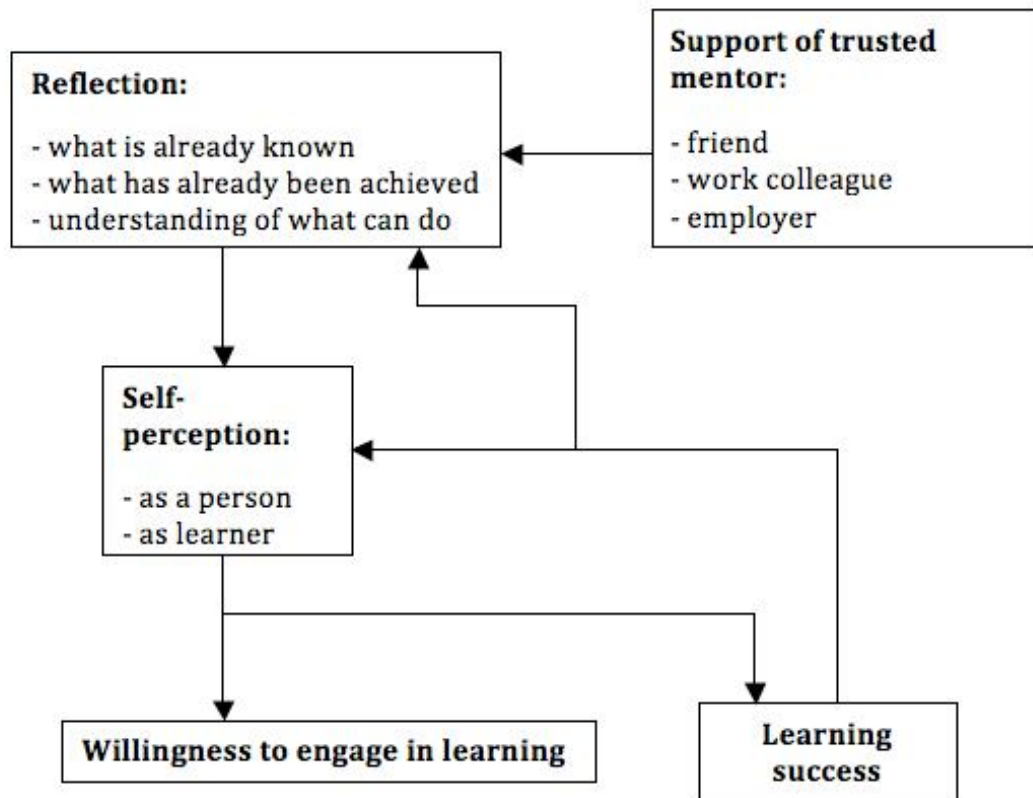 Reflection:
- what is already known
- what has already been achieved
- understanding of what can do
Support of trusted
mentor:
- friend
- work colleague
- employer
Self-
perception:
- as a person
- as learner
Willingness to engage in learning
Learning
success